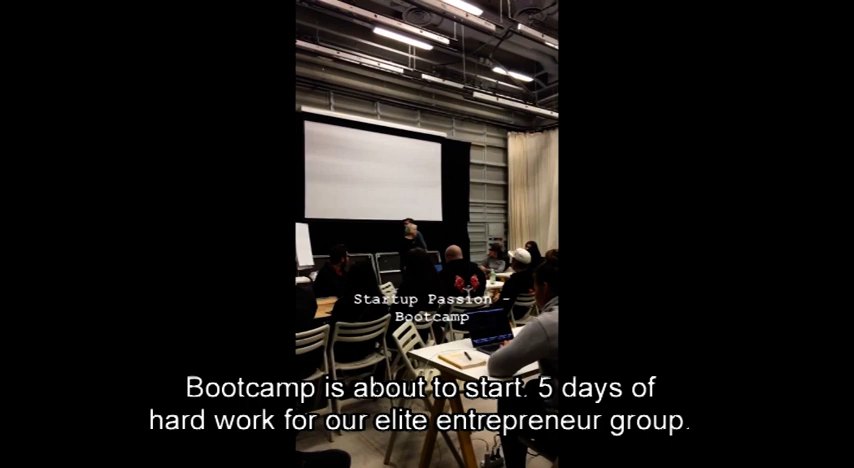 Startup Passion -
Bootcamp
Bootcamp is about to start. 5 days of
hard work for our elite entrepreneur group.